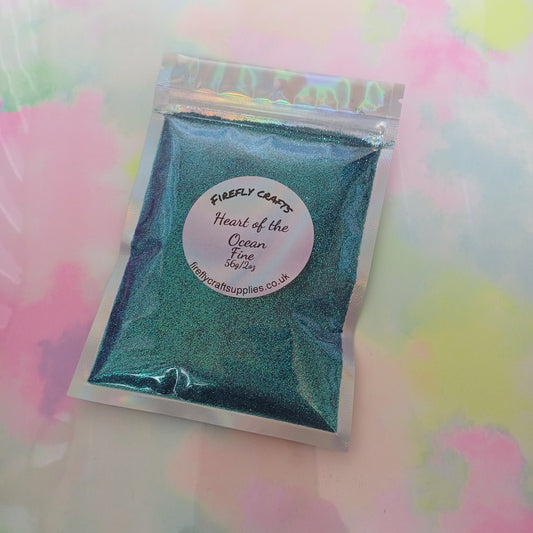 FIREFLY CRAFTS
Heart of the
Ocean
Fine
56g/2oz
fireflycraftsupplies.co.uk